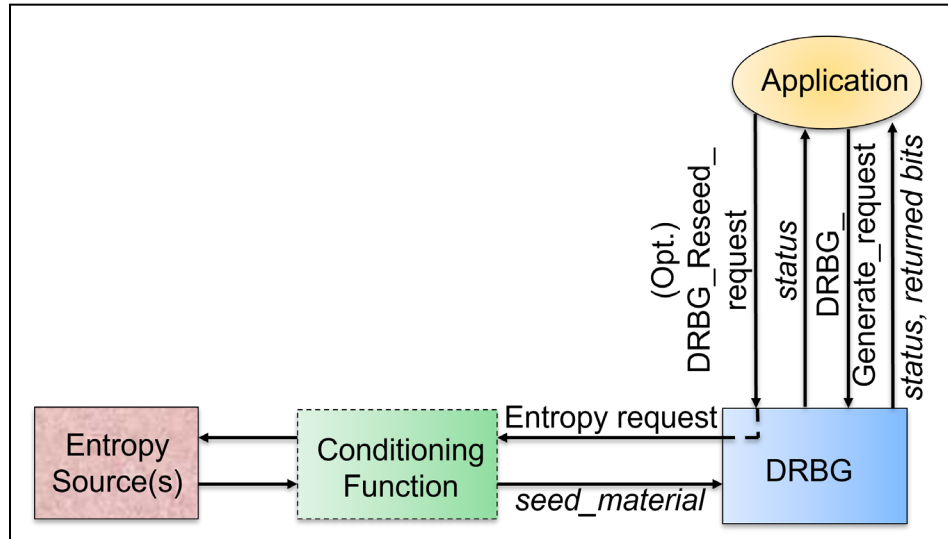 Application
(Opt.)
DRBG_Reseed_
request
status
DRBG_
Generate_request
status, returned bits
Entropy
Source(s)
Conditioning
Function
Entropy request
seed_material
DRBG